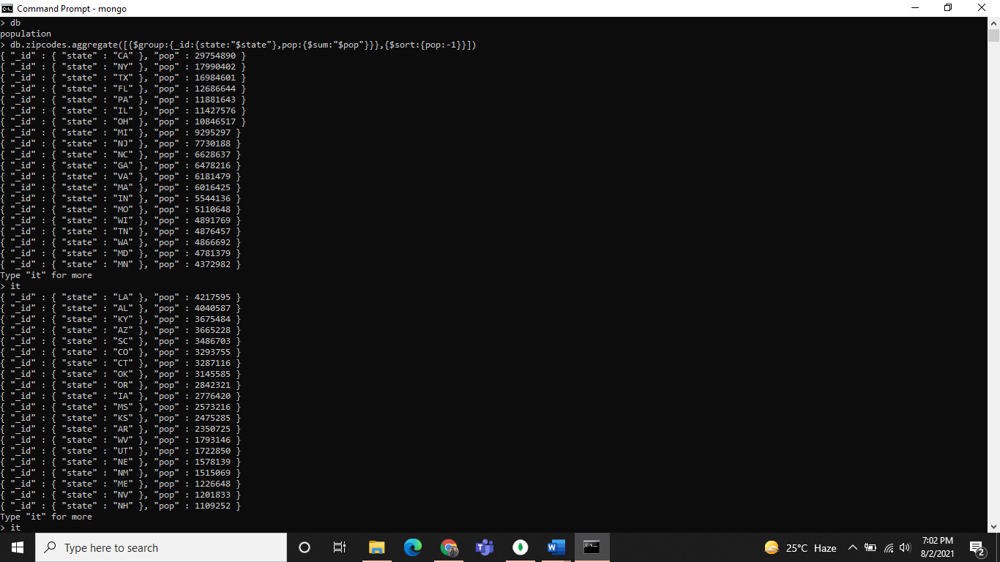 Command Prompt - mongo
> db
population
> db.zipcodes.aggregate([{$group:{_id:{state:"$state"},pop:{$sum:"$pop"}}},{$sort:{pop:-1}}])
{ "_id" : { "state" : "CA" }, "pop" : 29754890 }
{ "_id" : { "state" : "NY" }, "pop" : 17990402 }
{ "_id" : { "state" : "TX" }, "pop" : 16984601 }
{ "_id" : { "state" : "FL" }, "pop" : 12686644 }
{ "_id" : { "state" : "PA" }, "pop" : 11881643 }
{ "_id" : { "state" : "IL" }, "pop" : 11427576 }
{ "_id" : { "state" : "OH" }, "pop" : 10846517 }
{ "_id" : { "state" : "MI" }, "pop" : 9295297 }
{ "_id" : { "state" : "NJ" }, "pop" : 7730188 }
{ "_id" : { "state" : "NC" }, "pop" : 6628637 }
{ "_id" : { "state" : "GA" }, "pop" : 6478216 }
{ "_id" : { "state" : "VA" }, "pop" : 6181479 }
{ "_id" : { "state" : "MA" }, "pop" : 6016425 }
{ "_id" : { "state" : "IN" }, "pop" : 5544136 }
{ "_id" : { "state" : "MO" }, "pop" : 5110648 }
{ "_id" : { "state" : "WI" }, "pop" : 4891769 }
{ "_id" : { "state" : "TN" }, "pop" : 4876457 }
{ "_id" : { "state" : "WA" }, "pop" : 4866692 }
{ "_id" : { "state" : "MD" }, "pop" : 4781379 }
{ "_id" : { "state" : "MN" }, "pop" : 4372982 }
Type "it" for more
> it
{ "_id" : { "state" : "LA" }, "pop" : 4217595 }
{ "_id" : { "state" : "AL" }, "pop" : 4040587 }
{ "_id" : { "state" : "KY" }, "pop" : 3675484 }
{ "_id" : { "state" : "AZ" }, "pop" : 3665228 }
{ "_id" : { "state" : "SC" }, "pop" : 3486703 }
{ "_id" : { "state" : "CO" }, "pop" : 3293755 }
{ "_id" : { "state" : "CT" }, "pop" : 3287116 }
{ "_id" : { "state" : "OK" }, "pop" : 3145585 }
{ "_id" : { "state" : "OR" }, "pop" : 2842321 }
{ "_id" : { "state" : "IA" }, "pop" : 2776420 }
{ "_id" : { "state" : "MS" }, "pop" : 2573216 }
{ "_id" : { "state" : "KS" }, "pop" : 2475285 }
{ "_id" : { "state" : "AR" }, "pop" : 2350725 }
{ "_id" : { "state" : "WV" }, "pop" : 1793146 }
{ "_id" : { "state" : "UT" }, "pop" : 1722850 }
{ "_id" : { "state" : "NE" }, "pop" : 1578139 }
{ "_id" : { "state" : "NM" }, "pop" : 1515069 }
{ "_id" : { "state" : "ME" }, "pop" : 1226648 }
{ "_id" : { "state" : "NV" }, "pop" : 1201833 }
{ "_id" : { "state" : "NH" }, "pop" : 1109252 }
Type "it" for more
> it
Type here to search
25°C Haze
7:02 PM
8/2/2021
2